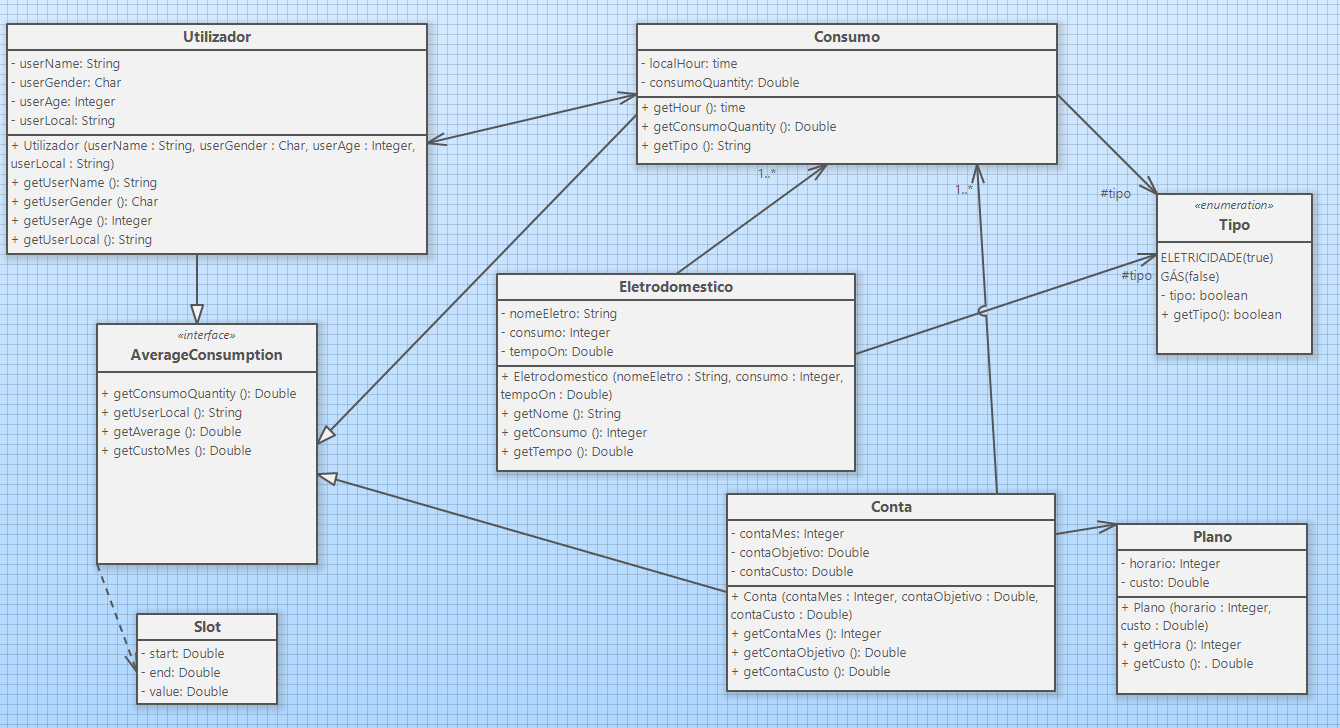 Utilizador
- userName: String
- userGender: Char
- userAge: Integer
- userLocal: String
+ Utilizador (userName : String, userGender : Char, userAge : Integer,
userLocal : String)
+ getUserName (): String
+ getUserGender (): Char
+ getUserAge (): Integer
+ getUserLocal (): String
Consumo
- localHour: time
- consumoQuantity: Double
+ getHour (): time
+ getConsumoQuantity (): Double
+ getTipo (): String
1..*
1..*
#tipo
#tipo
«enumeration»
Tipo
ELETRICIDADE(true)
GÁS(false)
- tipo: boolean
+ getTipo(): boolean
Eletrodomestico
- nomeEletro: String
- consumo: Integer
- tempoOn: Double
+ Eletrodomestico (nomeEletro : String, consumo : Integer,
tempoOn : Double)
+ getNome (): String
+ getConsumo (): Integer
+ getTempo (): Double
«interface»
AverageConsumption
+ getConsumoQuantity (): Double
+ getUserLocal (): String
+ getAverage (): Double
+ getCustoMes (): Double
Conta
- contaMes: Integer
- contaObjetivo: Double
- contaCusto: Double
+ Conta (contaMes : Integer, contaObjetivo : Double,
contaCusto : Double)
+ getContaMes (): Integer
+ getContaObjetivo (): Double
+ getContaCusto (): Double
Plano
- horario: Integer
- custo: Double
+ Plano (horario : Integer,
custo : Double)
+ getHora (): Integer
+ getCusto (): . Double
Slot
- start: Double
- end: Double
- value: Double